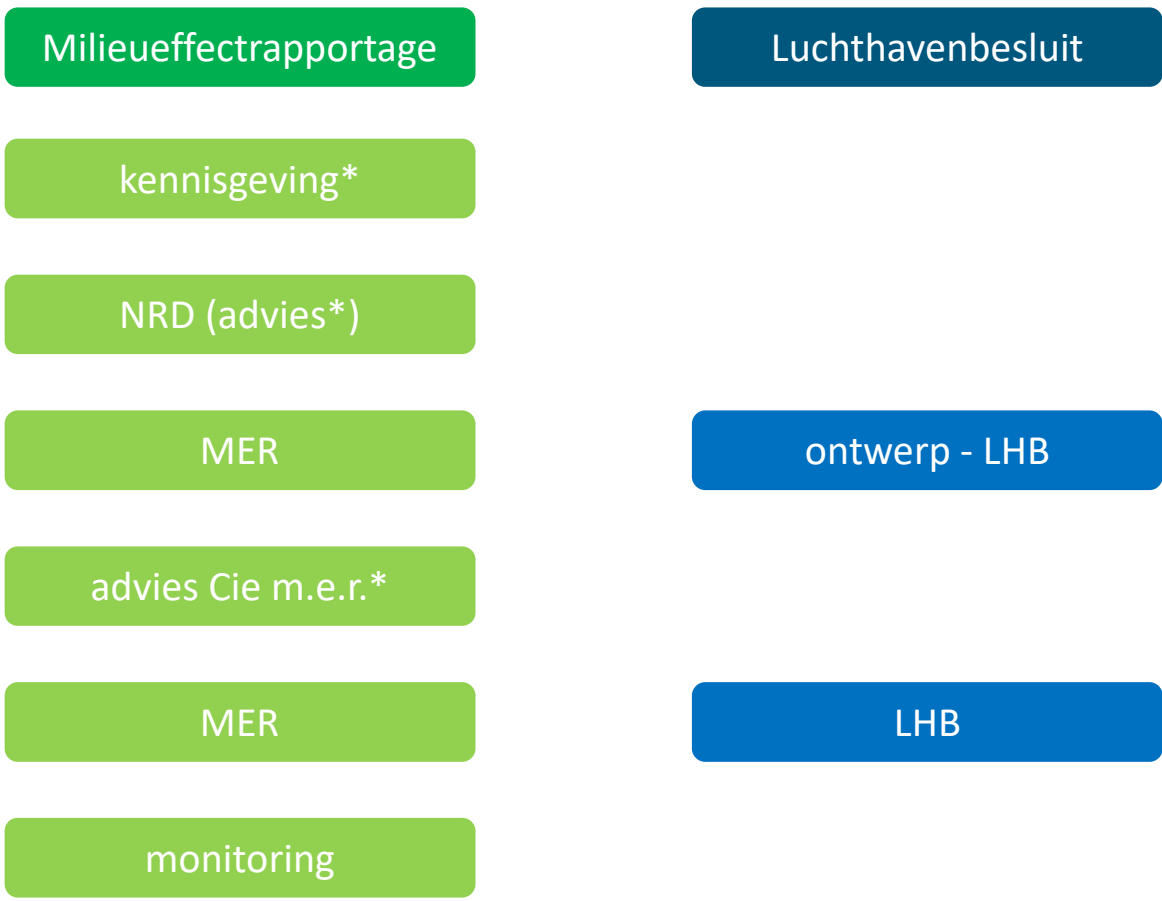 Milieueffectrapportage
Luchthavenbesluit
kennisgeving*
NRD (advies*)
MER
ontwerp - LHB
advies Cie m.e.r.*
MER
LHB
monitoring